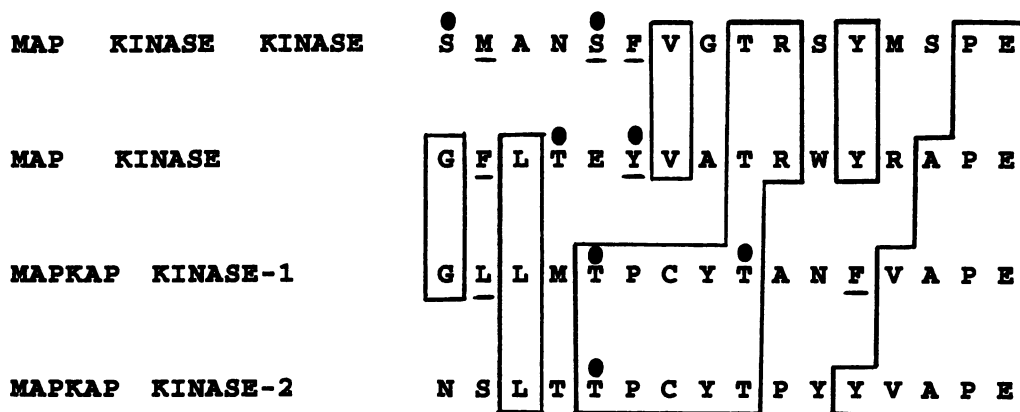 MAP KINASE KINASE S M A N S F V G T R S Y M S P E
MAP KINASE G F L T E Y V A T R W Y R A P E
MAPKAP KINASE-1 G L L M T P C Y T A N F V A P E
MAPKAP KINASE-2 N S L T T P C Y T P Y Y V A P E